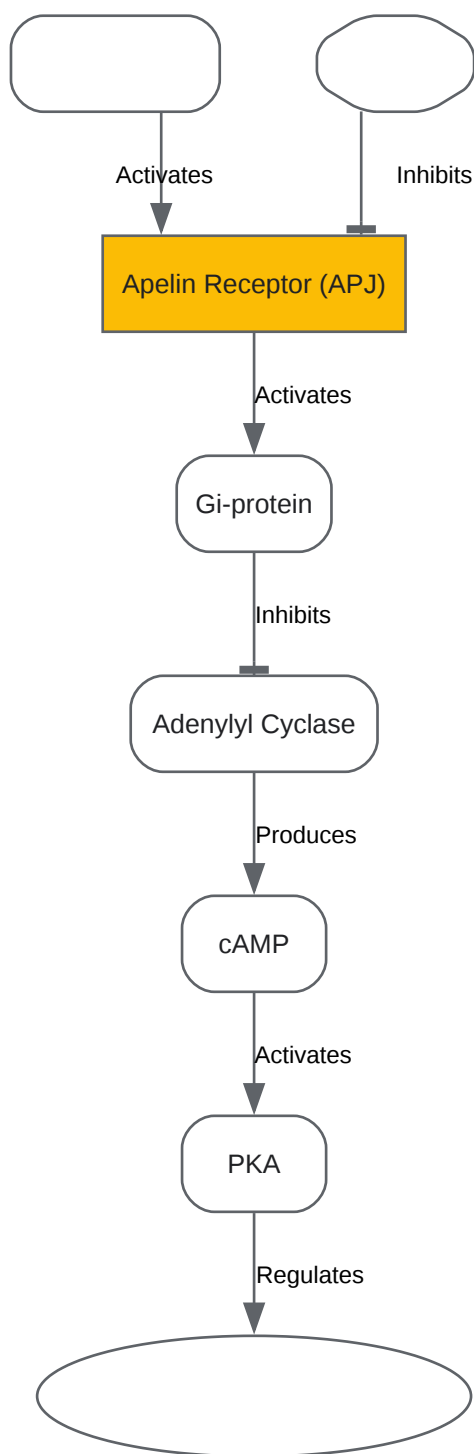 Activates
Inhibits
Apelin Receptor (APJ)
Activates
Gi-protein
Inhibits
Adenylyl Cyclase
Produces
cAMP
Activates
PKA
Regulates